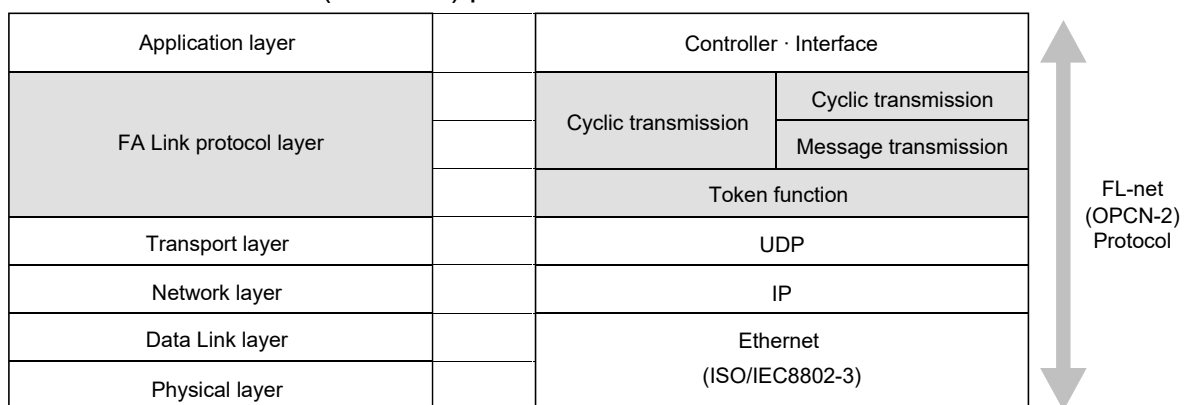 Application layer
Controller · Interface
FA Link protocol layer
Cyclic transmission
Cyclic transmission
Message transmission
Token function
Transport layer
UDP
Network layer
IP
Data Link layer
Physical layer
Ethernet
(ISO/IEC8802-3)
FL-net
(OPCN-2)
Protocol